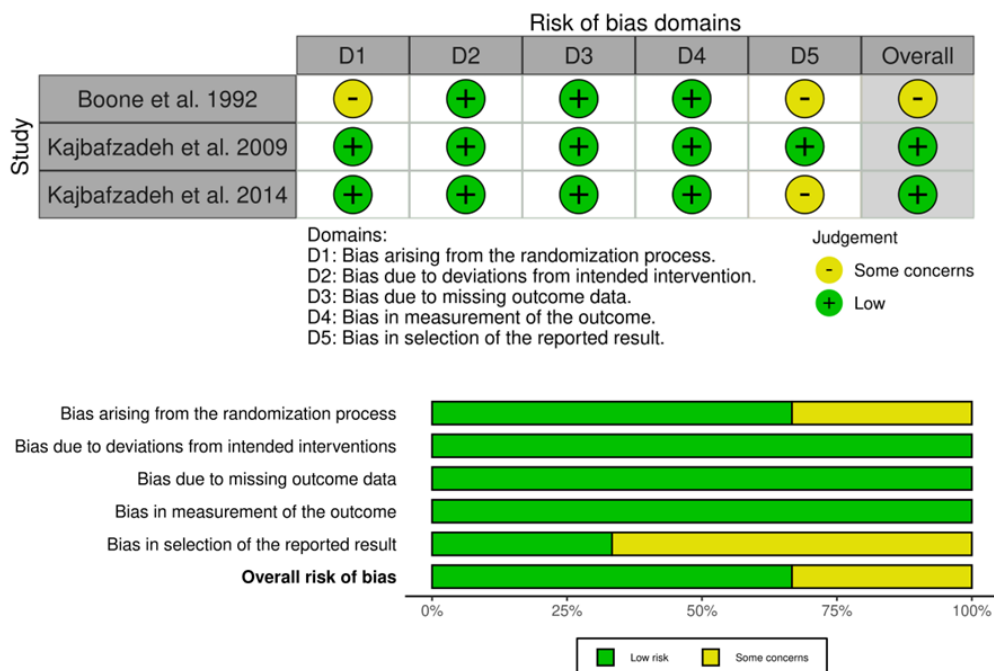 Risk of bias domains
D1 D2 D3 D4 D5 Overall
Study
Boone et al. 1992 - + + + - -
Kajbafzadeh et al. 2009 + + + + + +
Kajbafzadeh et al. 2014 + + + + - +
Domains:
D1: Bias arising from the randomization process.
D2: Bias due to deviations from intended intervention.
D3: Bias due to missing outcome data.
D4: Bias in measurement of the outcome.
D5: Bias in selection of the reported result.
Judgement
- Some concerns
+ Low
Bias arising from the randomization process
Bias due to deviations from intended interventions
Bias due to missing outcome data
Bias in measurement of the outcome
Bias in selection of the reported result
Overall risk of bias
0% 25% 50% 75% 100%
Low risk Some concerns